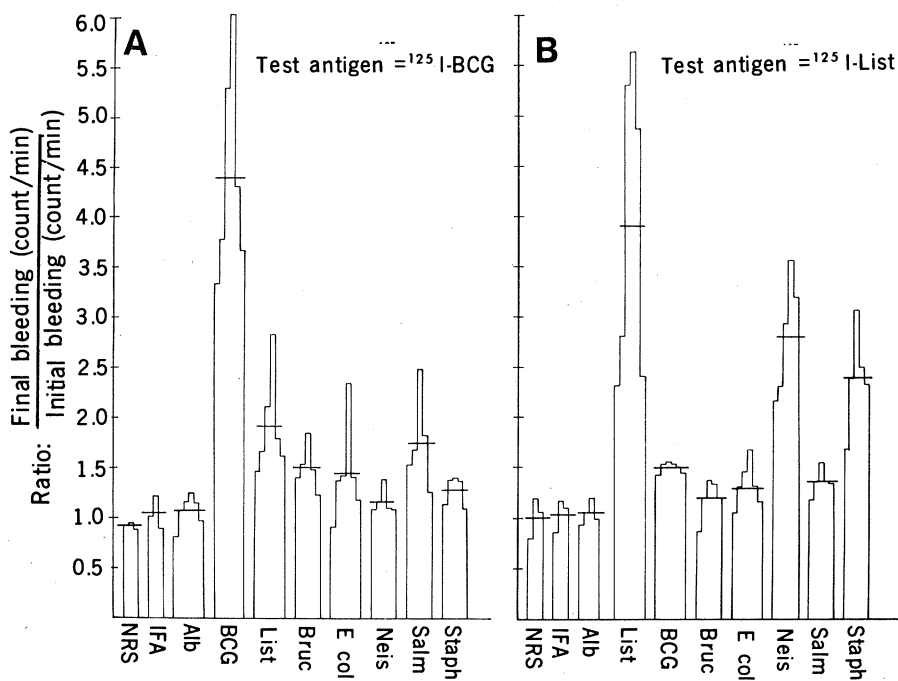 A
Test antigen = ¹²⁵ I-BCG
B
Test antigen = ¹²⁵ I-List
Ratio: Final bleeding (count/min)
Initial bleeding (count/min)
6.0
5.5
5.0
4.5
4.0
3.5
3.0
2.5
2.0
1.5
1.0
0.5
NRS IFA Alb BCG List Bruc E col Neis Salm Staph
NRS IFA Alb List BCG Bruc E col Neis Salm Staph